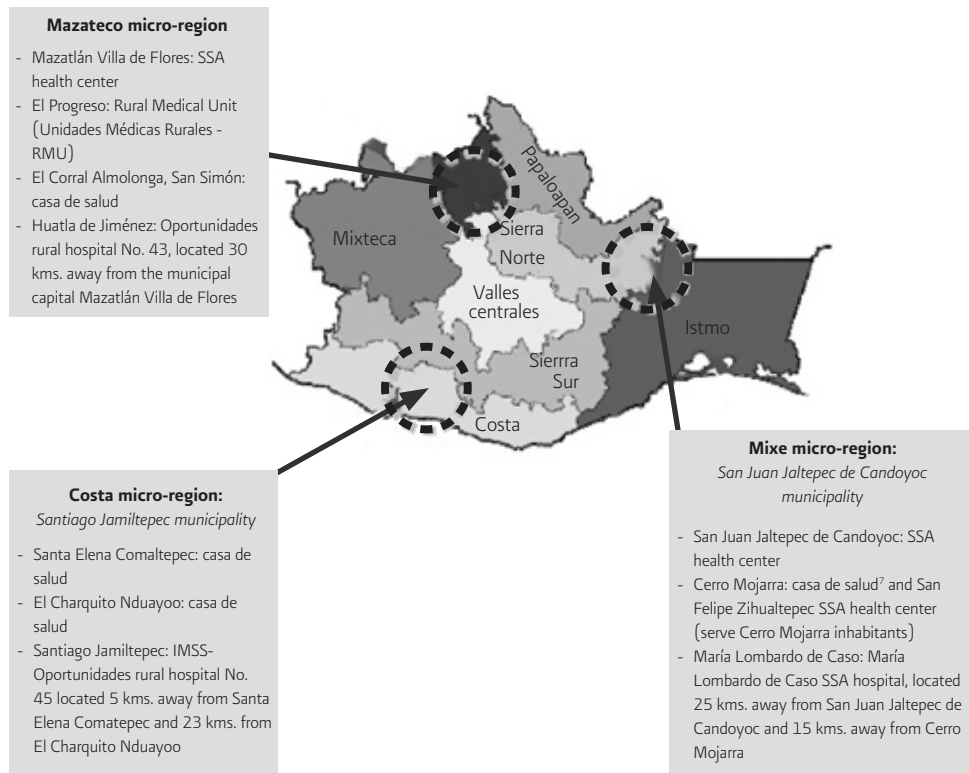 Mazateco micro-region
- Mazatlán Villa de Flores: SSA
health center
- El Progreso: Rural Medical Unit
(Unidades Médicas Rurales -
RMU)
- El Corral Almolonga, San Simón:
casa de salud
- Huatla de Jiménez: Oportunidades
rural hospital No. 43, located 30
kms. away from the municipal
capital Mazatlán Villa de Flores
Papaloapan
Mixteca
Sierra
Norte
Valles
centrales
Istmo
Sierrra
Sur
Costa
Costa micro-region:
Santiago Jamiltepec municipality
- Santa Elena Comaltepec: casa de
salud
- El Charquito Nduayoo: casa de
salud
- Santiago Jamiltepec: IMSS-
Oportunidades rural hospital No.
45 located 5 kms. away from Santa
Elena Comatepec and 23 kms. from
El Charquito Nduayoo
Mixe micro-region:
San Juan Jaltepec de Candoyoc
municipality
- San Juan Jaltepec de Candoyoc: SSA
health center
- Cerro Mojarra: casa de salud⁷ and San
Felipe Zihualtepec SSA health center
(serve Cerro Mojarra inhabitants)
- María Lombardo de Caso: María
Lombardo de Caso SSA hospital, located
25 kms. away from San Juan Jaltepec de
Candoyoc and 15 kms. away from Cerro
Mojarra